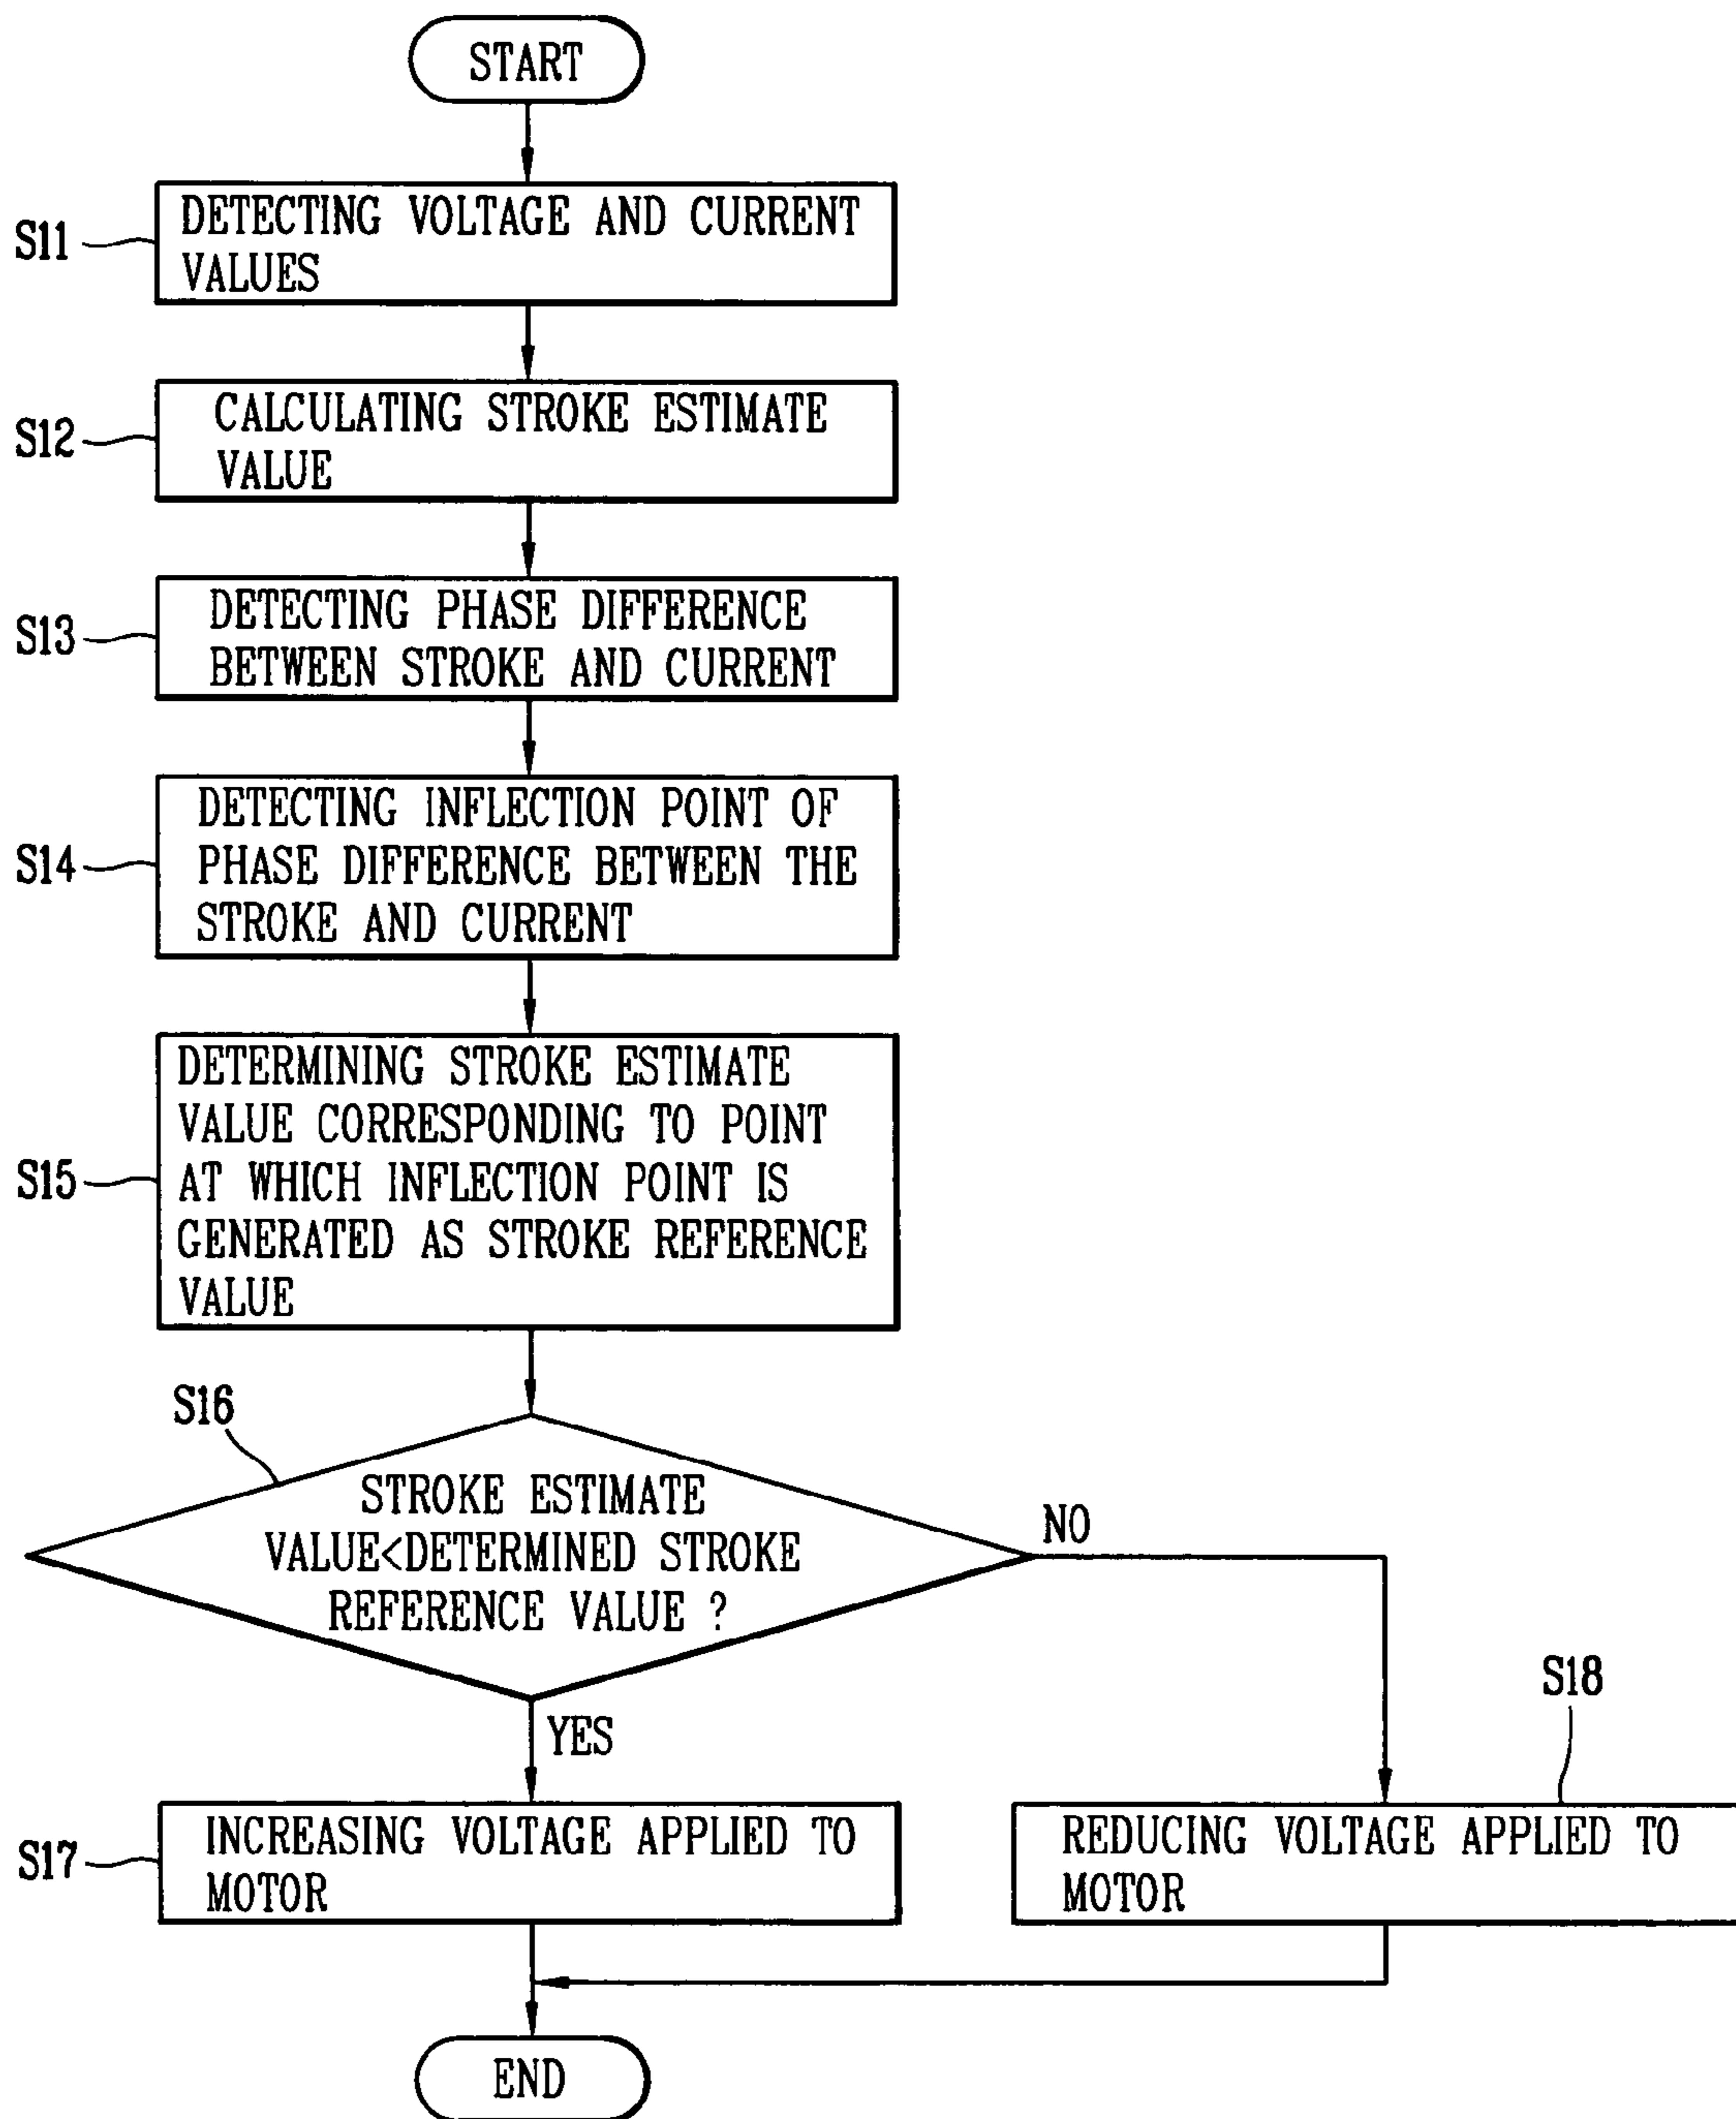 START
S11
DETECTING VOLTAGE AND CURRENT
VALUES
S12
CALCULATING STROKE ESTIMATE
VALUE
S13
DETECTING PHASE DIFFERENCE
BETWEEN STROKE AND CURRENT
S14
DETECTING INFLECTION POINT OF
PHASE DIFFERENCE BETWEEN THE
STROKE AND CURRENT
S15
DETERMINING STROKE ESTIMATE
VALUE CORRESPONDING TO POINT
AT WHICH INFLECTION POINT IS
GENERATED AS STROKE REFERENCE
VALUE
S16
STROKE ESTIMATE
VALUE<DETERMINED STROKE
REFERENCE VALUE ?
NO
YES
S17
INCREASING VOLTAGE APPLIED TO
MOTOR
S18
REDUCING VOLTAGE APPLIED TO
MOTOR
END